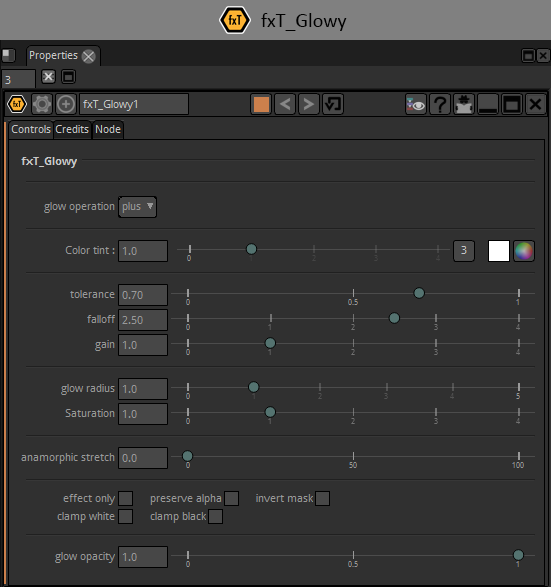 fxT fxT_Glowy
Properties
3
fxT fxT_Glowy1 ?
Controls Credits Node
fxT_Glowy
glow operation plus
Color tint : 1.0 0 1 2 3 4 3
tolerance 0.70 0 0.5 1
falloff 2.50 0 1 2 3 4
gain 1.0 0 1 2 3 4
glow radius 1.0 0 1 2 3 4 5
Saturation 1.0 0 1 2 3 4
anamorphic stretch 0.0 0 50 100
effect only preserve alpha invert mask
clamp white clamp black
glow opacity 1.0 0 0.5 1